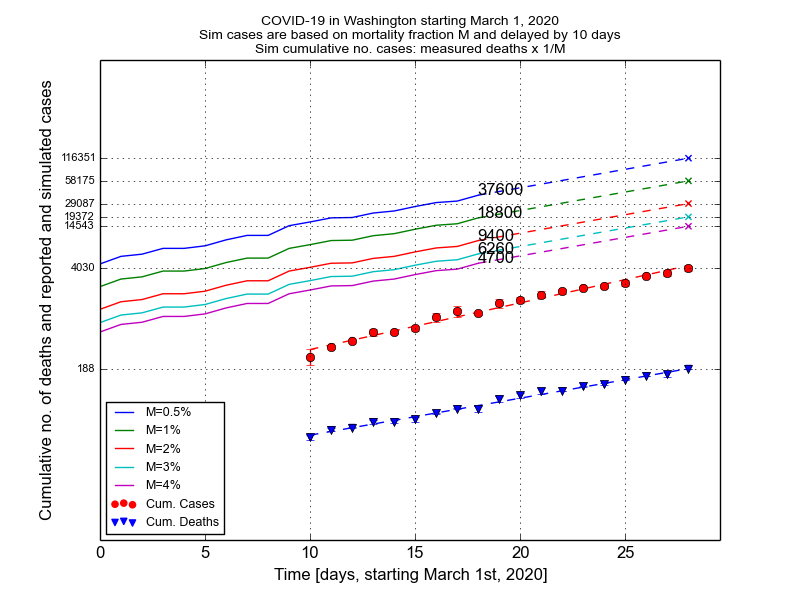 COVID-19 in Washington starting March 1, 2020
Sim cases are based on mortality fraction M and delayed by 10 days
Sim cumulative no. cases: measured deaths x 1/M
Cumulative no. of deaths and reported and simulated cases
116351
58175
29087
19372
14543
4030
188
37600
18800
9400
6260
4700
M=0.5%
M=1%
M=2%
M=3%
M=4%
Cum. Cases
Cum. Deaths
0 5 10 15 20 25
Time [days, starting March 1st, 2020]